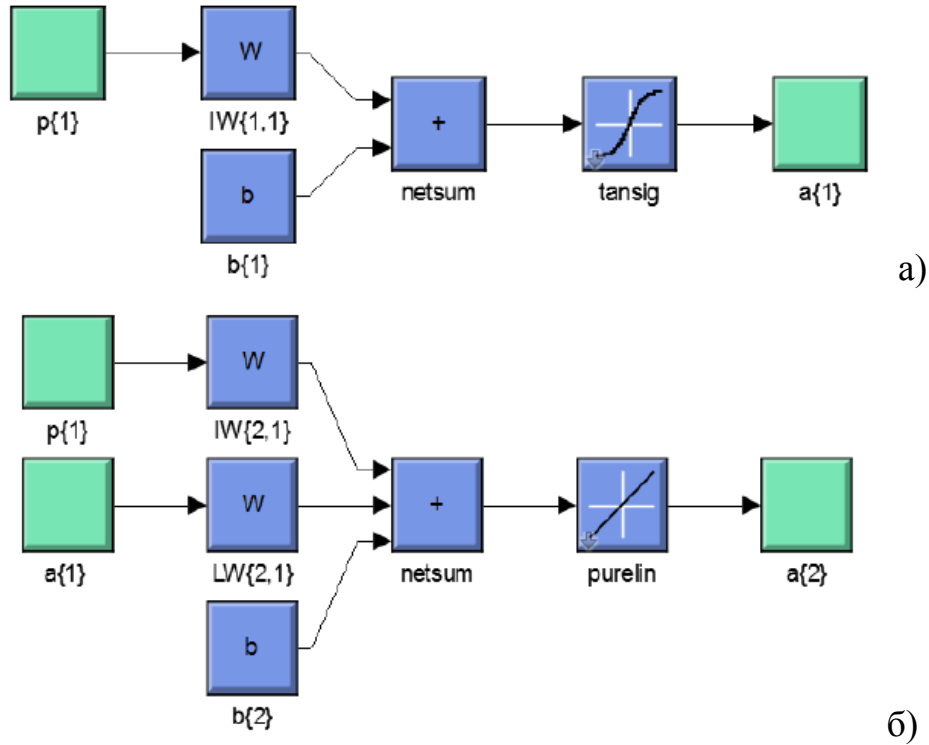 W
p{1}
IW{1,1}
+
b
netsum
tansig
a{1}
b{1}
а)
W
p{1}
IW{2,1}
W
+
a{1}
LW{2,1}
netsum
purelin
a{2}
b
b{2}
б)